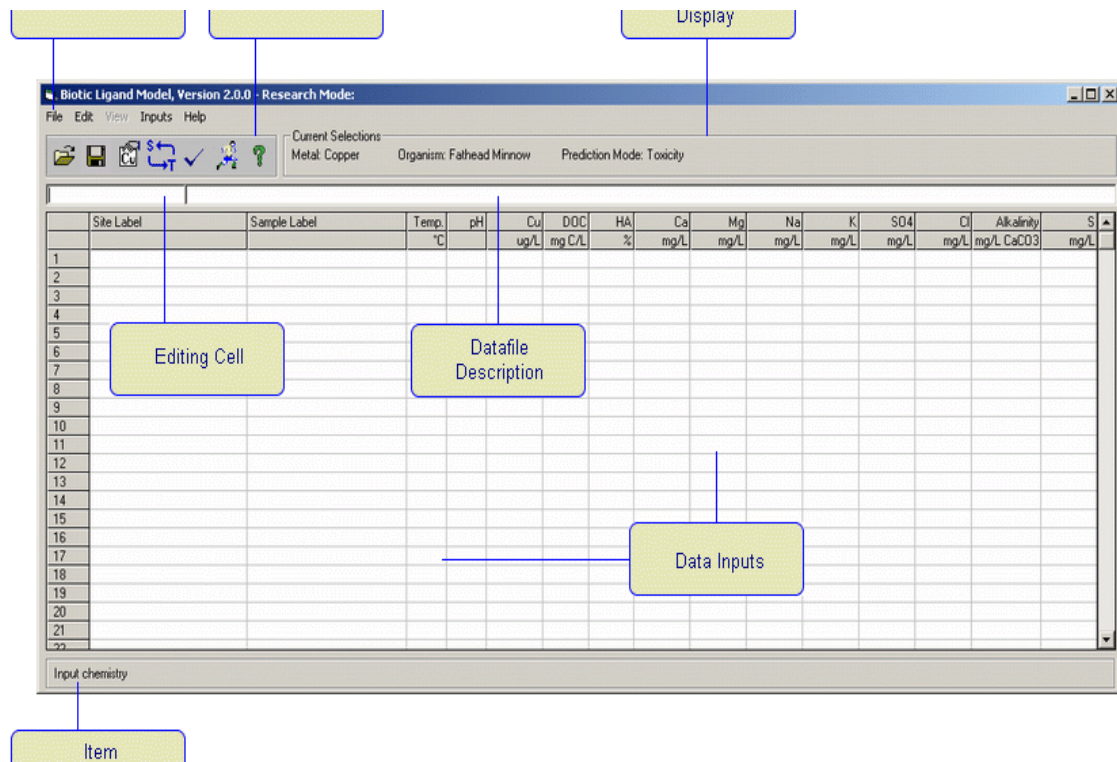 Display
Biotic Ligand Model, Version 2.0.0 - Research Mode:
File Edit View Inputs Help
Current Selections
Metal: Copper Organism: Fathead Minnow Prediction Mode: Toxicity
Cu S T ?
Site Label Sample Label Temp. pH Cu DOC HA Ca Mg Na K SO4 Cl Alkalinity S
°C ug/L mg C/L % mg/L mg/L mg/L mg/L mg/L mg/L mg/L CaCO3 mg/L
1
2
3
4
5
6
7
8
9
10
11
12
13
14
15
16
17
18
19
20
21
22
Editing Cell
Datafile
Description
Data Inputs
Input chemistry
Item